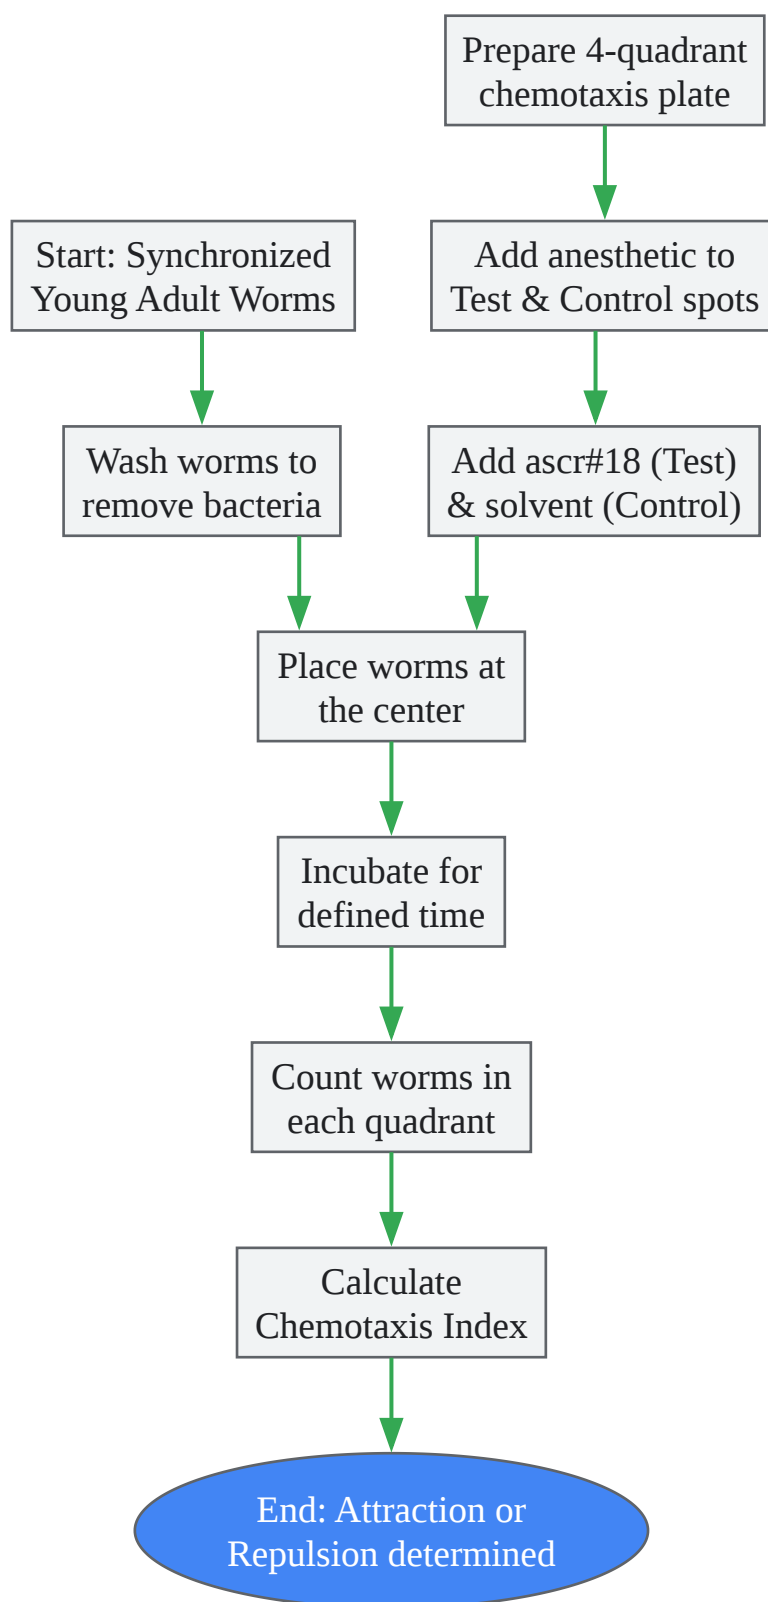 Prepare 4-quadrant
chemotaxis plate
Start: Synchronized
Young Adult Worms
Add anesthetic to
Test & Control spots
Wash worms to
remove bacteria
Add ascr#18 (Test)
& solvent (Control)
Place worms at
the center
Incubate for
defined time
Count worms in
each quadrant
Calculate
Chemotaxis Index
End: Attraction or
Repulsion determined